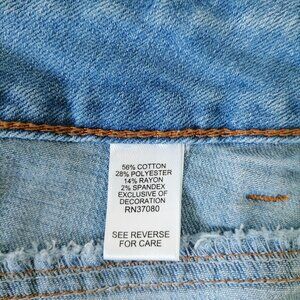 56% COTTON
28% POLYESTER
14% RAYON
2% SPANDEX
EXCLUSIVE OF
DECORATION
RN37080
SEE REVERSE
FOR CARE